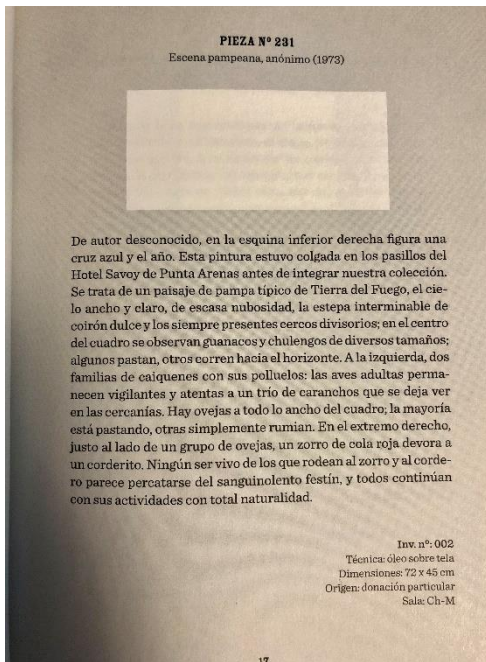 PIEZA Nº 231
Escena pampeana, anónimo (1973)
De autor desconocido, en la esquina inferior derecha figura una
cruz azul y el año. Esta pintura estuvo colgada en los pasillos del
Hotel Savoy de Punta Arenas antes de integrar nuestra colección.
Se trata de un paisaje de pampa típico de Tierra del Fuego, el cie-
lo ancho y claro, de escasa nubosidad, la estepa interminable de
coirón dulce y los siempre presentes cercos divisorios; en el centro
del cuadro se observan guanacos y chulengos de diversos tamaños;
algunos pastan, otros corren hacia el horizonte. A la izquierda, dos
familias de caiquenes con sus polluelos: las aves adultas perma-
necen vigilantes y atentas a un trío de caranchos que se deja ver
en las cercanías. Hay ovejas a todo lo ancho del cuadro; la mayoría
está pastando, otras simplemente rumian. En el extremo derecho,
justo al lado de un grupo de ovejas, un zorro de cola roja devora a
un corderito. Ningún ser vivo de los que rodean al zorro y al corde-
ro parece percatarse del sanguinolento festín, y todos continúan
con sus actividades con total naturalidad.
Inv. nº: 002
Técnica: óleo sobre tela
Dimensiones: 72 x 45 cm
Origen: donación particular
Sala: Ch-M
17